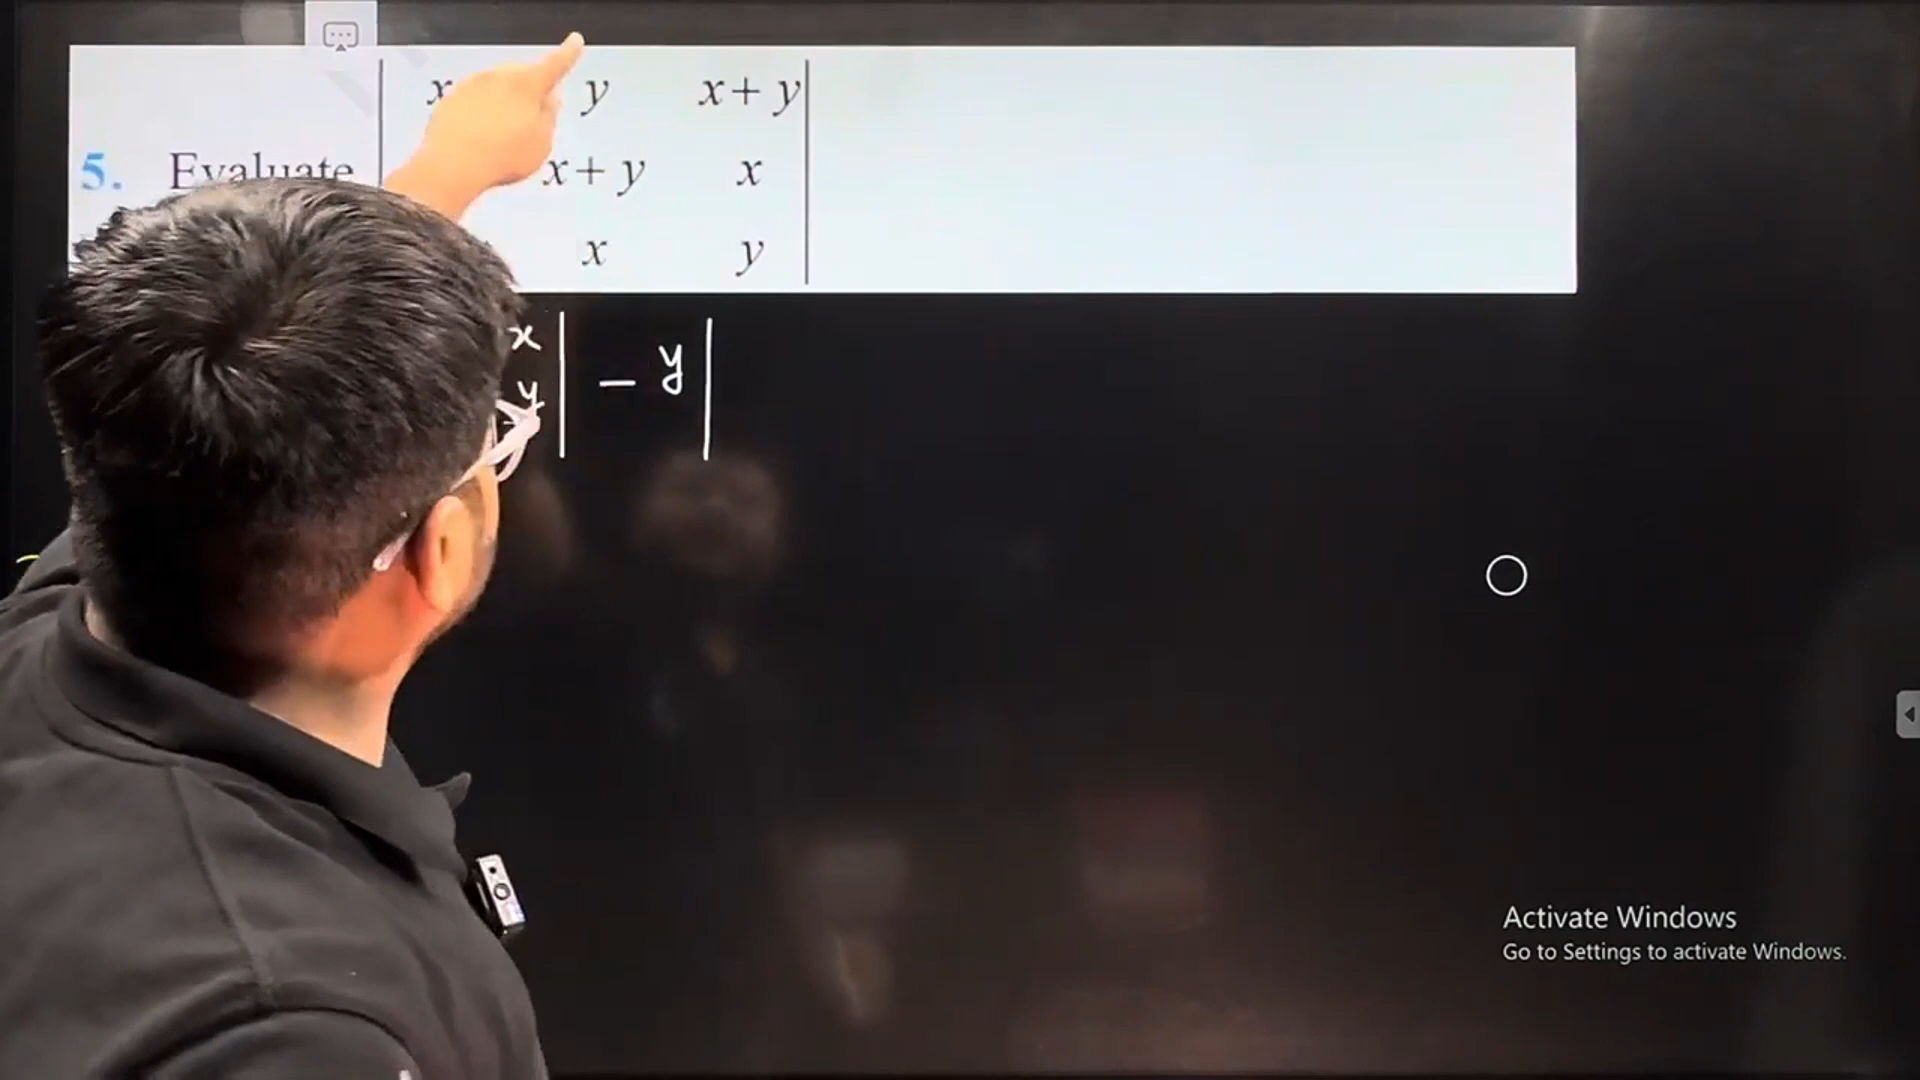 x y x + y
5. Evaluate x + y x
x y
x
y - y
Activate Windows
Go to Settings to activate Windows.